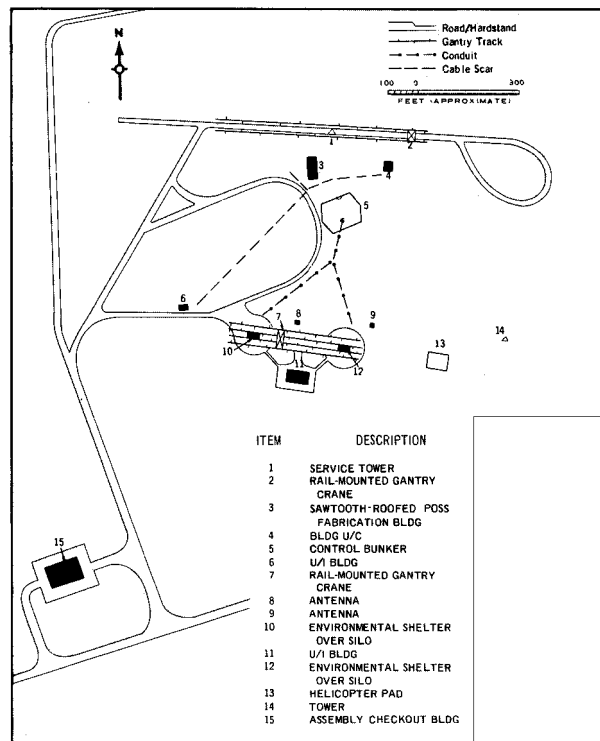 N
Road/Hardstand
Gantry Track
Conduit
Cable Scar
100 0 300
FEET (APPROXIMATE)
1
2
3
4
5
6
7
8
9
10
11
12
13
14
15
ITEM DESCRIPTION
1 SERVICE TOWER
2 RAIL-MOUNTED GANTRY
CRANE
3 SAWTOOTH-ROOFED POSS
FABRICATION BLDG
4 BLDG U/C
5 CONTROL BUNKER
6 U/I BLDG
7 RAIL-MOUNTED GANTRY
CRANE
8 ANTENNA
9 ANTENNA
10 ENVIRONMENTAL SHELTER
OVER SILO
11 U/I BLDG
12 ENVIRONMENTAL SHELTER
OVER SILO
13 HELICOPTER PAD
14 TOWER
15 ASSEMBLY CHECKOUT BLDG